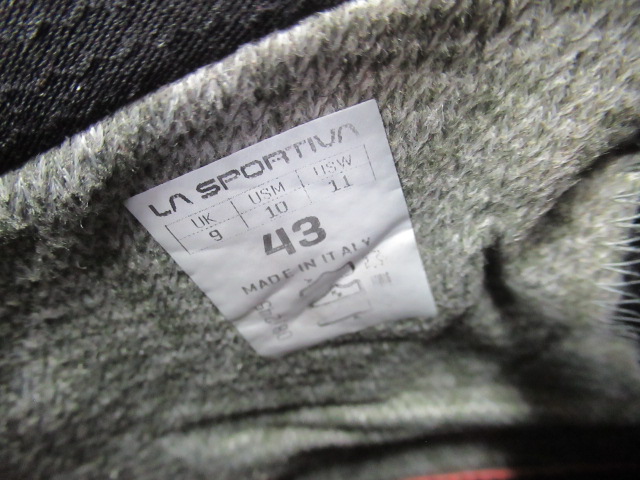 LA SPORTIVA
UK USM USW
9 10 11
43
MADE IN ITALY